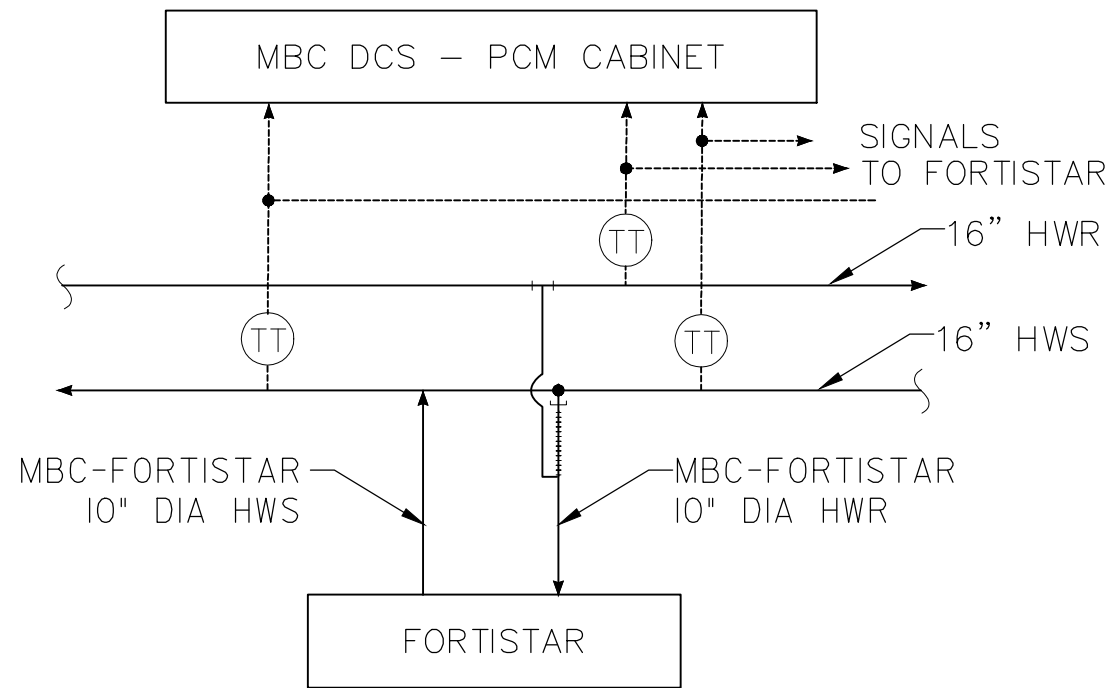 MBC DCS – PCM CABINET
SIGNALS
TO FORTISTAR
TT
16” HWR
TT
TT
16” HWS
MBC-FORTISTAR
10" DIA HWS
MBC-FORTISTAR
10" DIA HWR
FORTISTAR